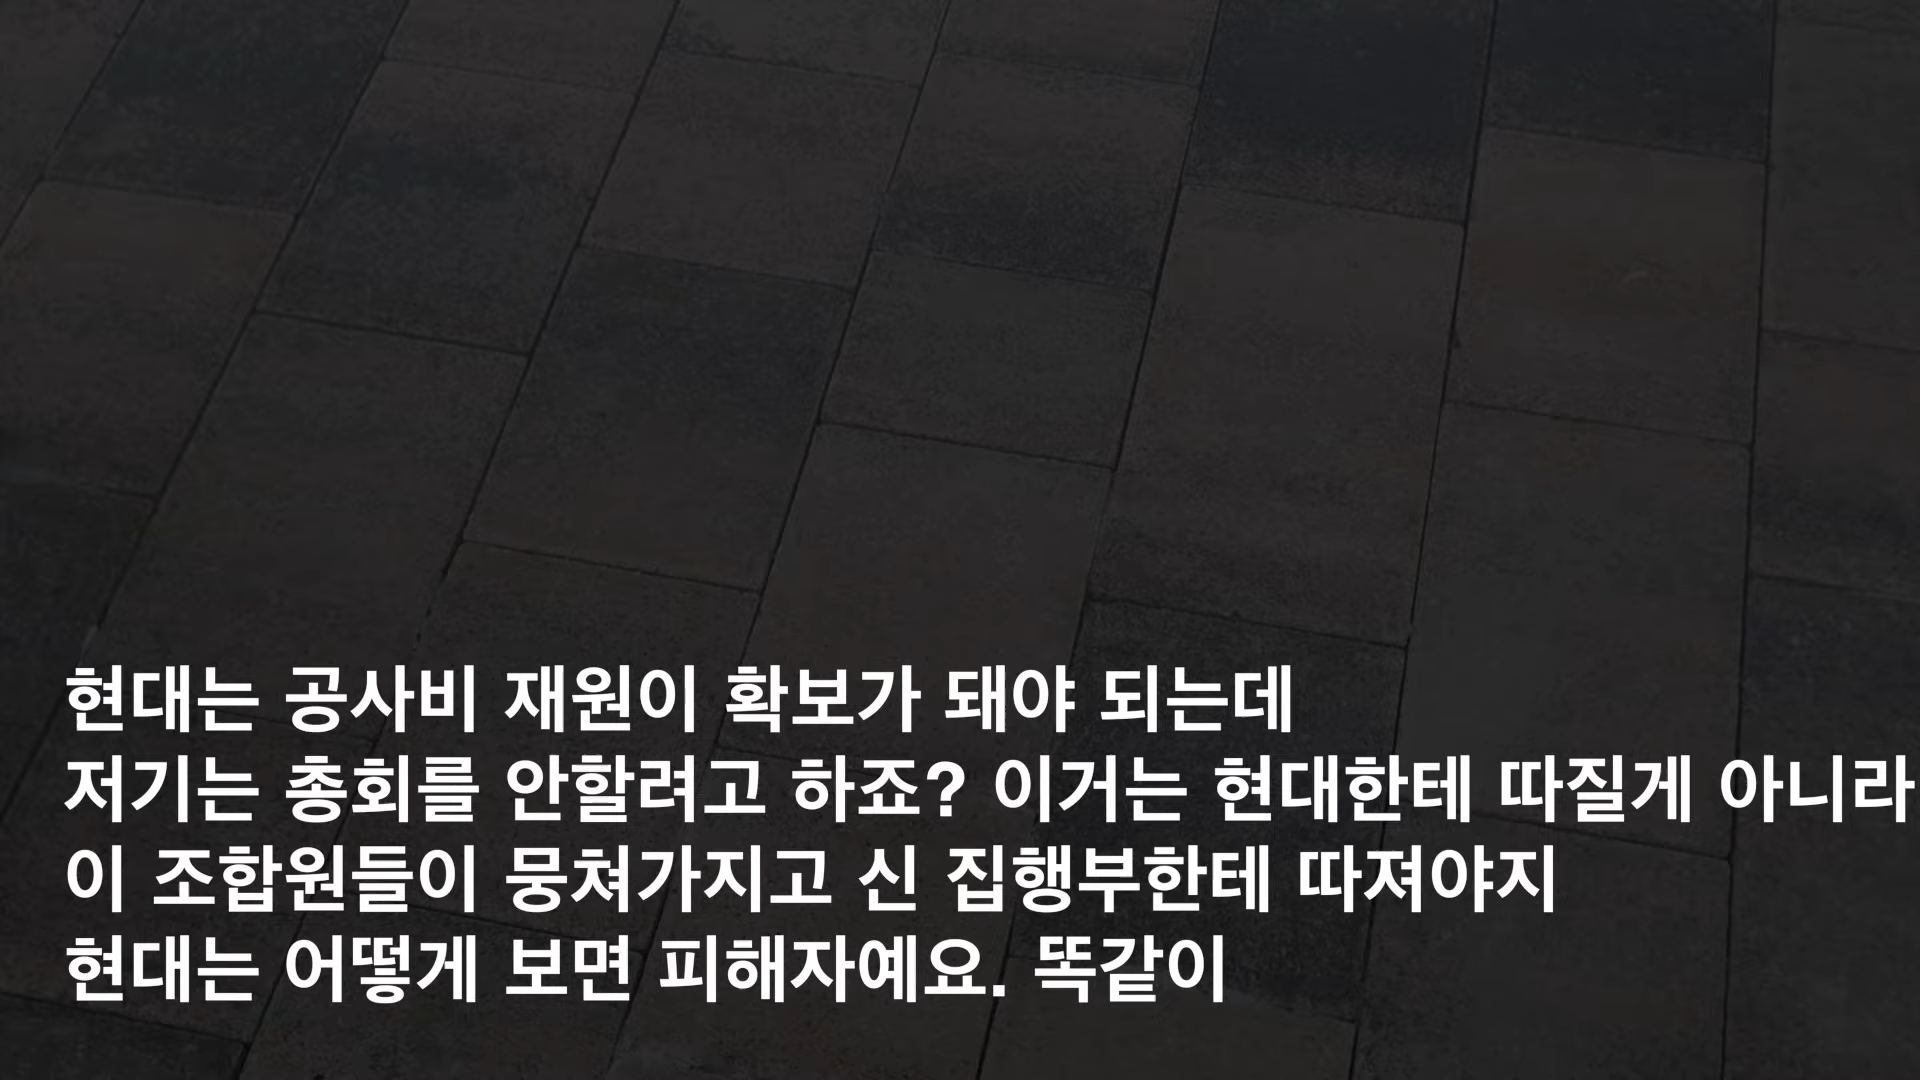 현대는 공사비 재원이 확보가 돼야 되는데
저기는 총회를 안할려고 하죠? 이거는 현대한테 따질게 아니라
이 조합원들이 뭉쳐가지고 신 집행부한테 따져야지
현대는 어떻게 보면 피해자예요. 똑같이